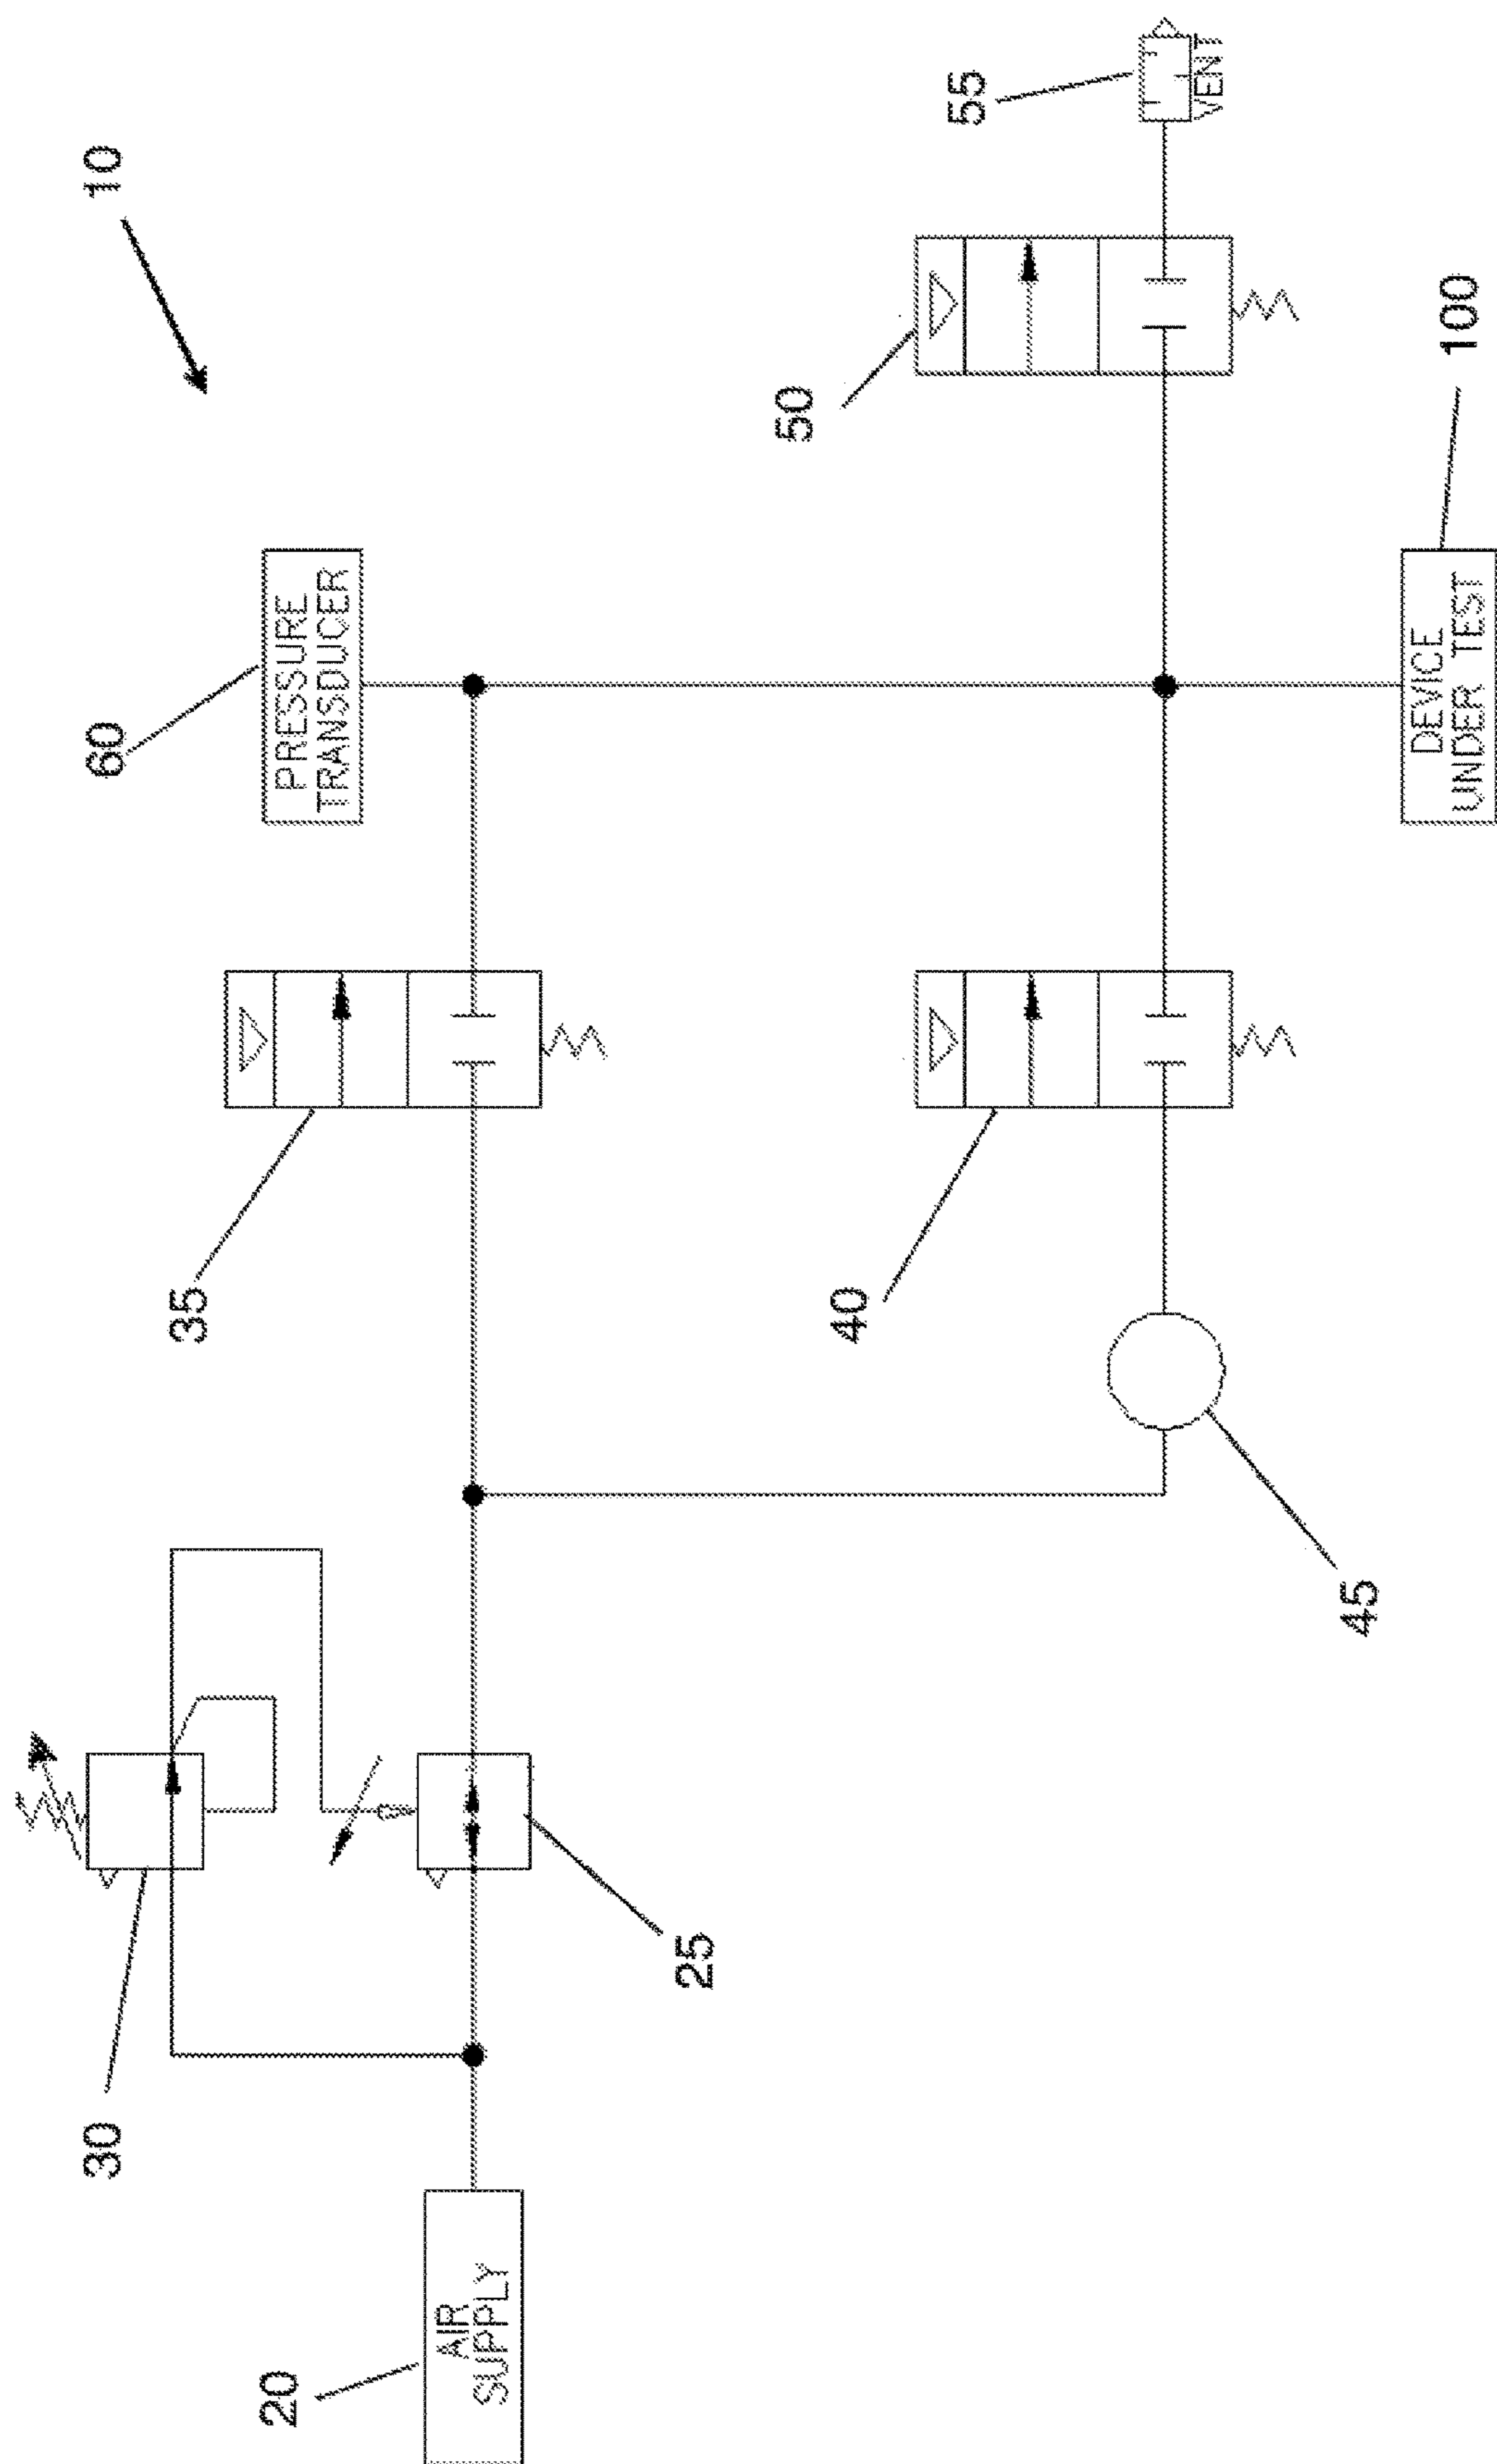 10
60
PRESSURE
TRANSDUCER
55
VENT
50
35
40
100
DEVICE
UNDER TEST
30
25
45
20
AIR
SUPPLY